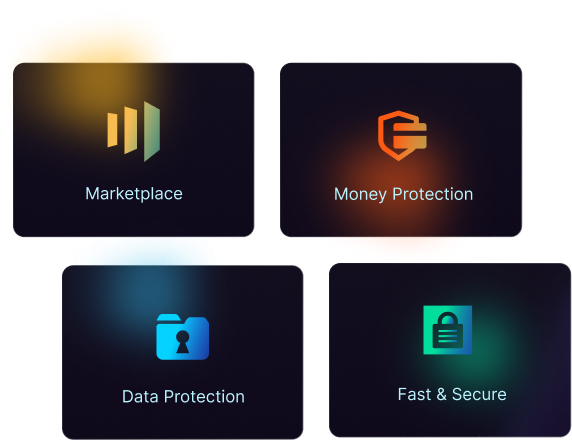 Marketplace
Money Protection
Data Protection
Fast & Secure